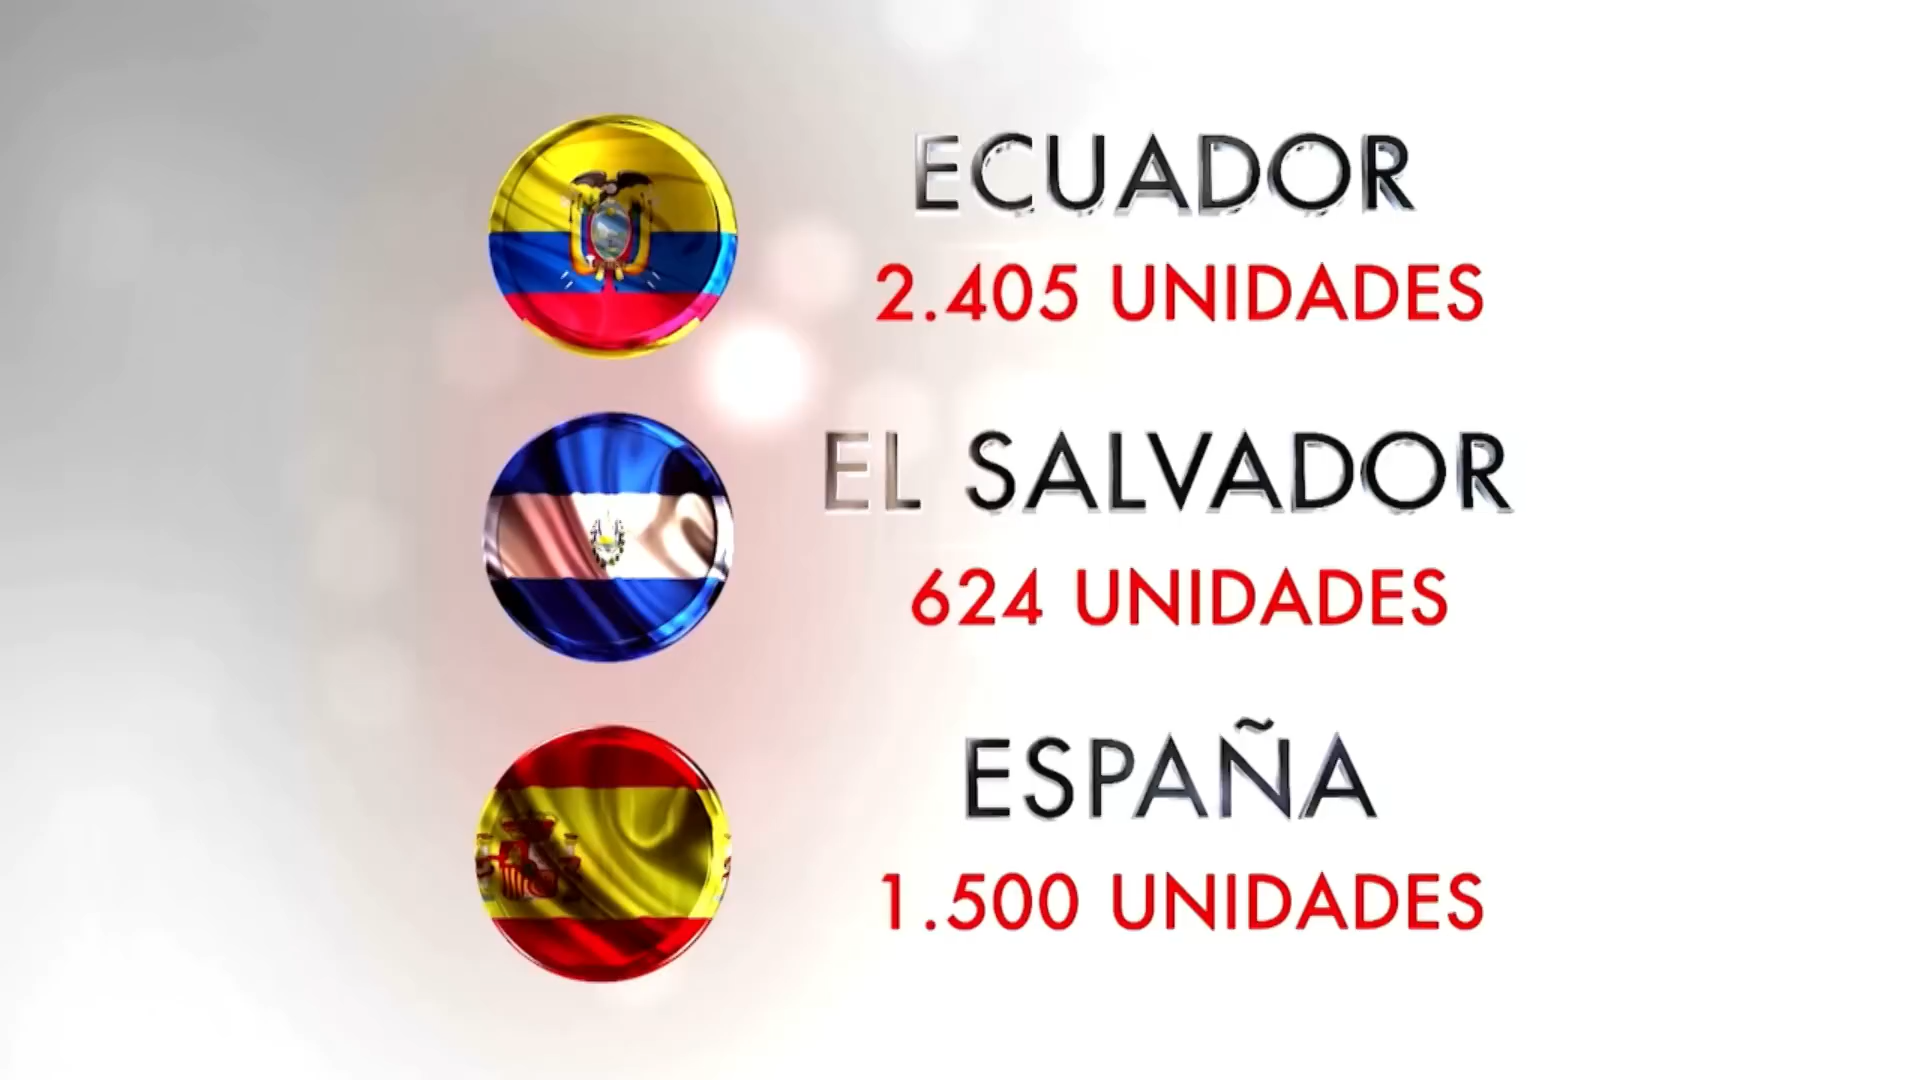 ECUADOR
2.405 UNIDADES
EL SALVADOR
624 UNIDADES
ESPAÑA
1.500 UNIDADES